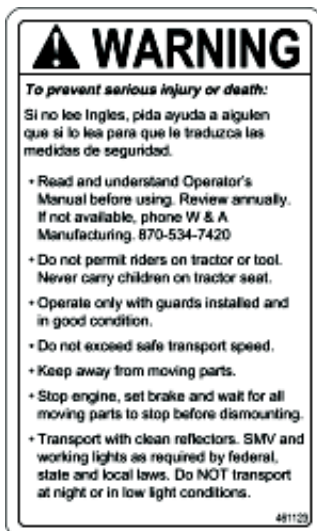 WARNING
To prevent serious injury or death:
Si no lee Ingles, pida ayuda a aiguien
que si lo lea para que le traduzca las
medidas de seguridad.
• Read and understand Operator's
Manual before using. Review annually.
If not available, phone W & A
Manufacturing. 870-534-7420
• Do not permit riders on tractor or tool.
Never carry children on tractor seat.
• Operate only with guards installed and
in good condition.
• Do not exceed safe transport speed.
• Keep away from moving parts.
• Stop engine, set brake and wait for all
moving parts to stop before dismounting.
• Transport with clean reflectors. SMV and
working lights as required by federal,
state and local laws. Do NOT transport
at night or in low light conditions.
461123